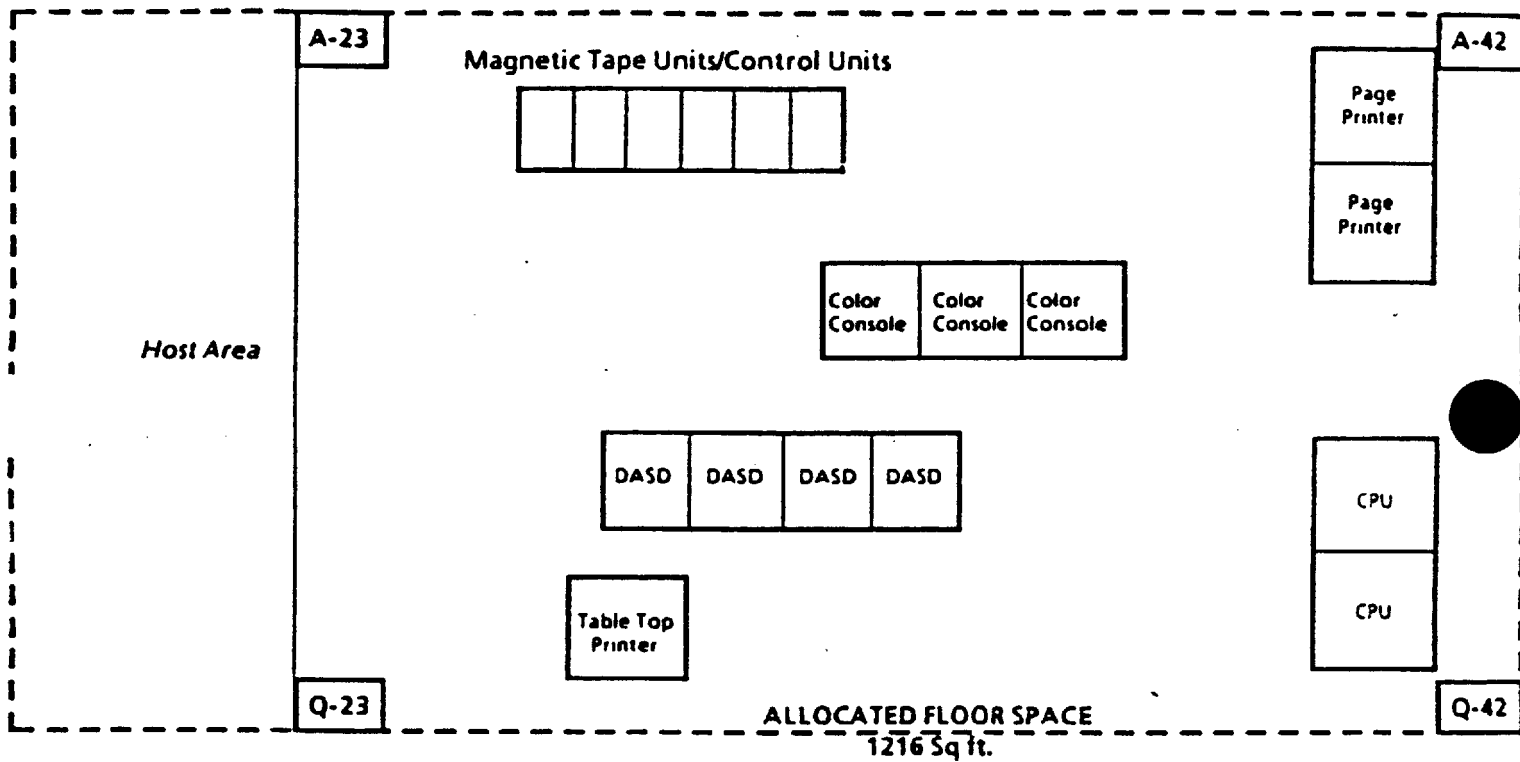 A-23
A-42
Magnetic Tape Units/Control Units
Page
Printer
Page
Printer
Color
Console
Color
Console
Color
Console
Host Area
DASD
DASD
DASD
DASD
CPU
CPU
Table Top
Printer
Q-23
Q-42
ALLOCATED FLOOR SPACE
1216 Sq ft.